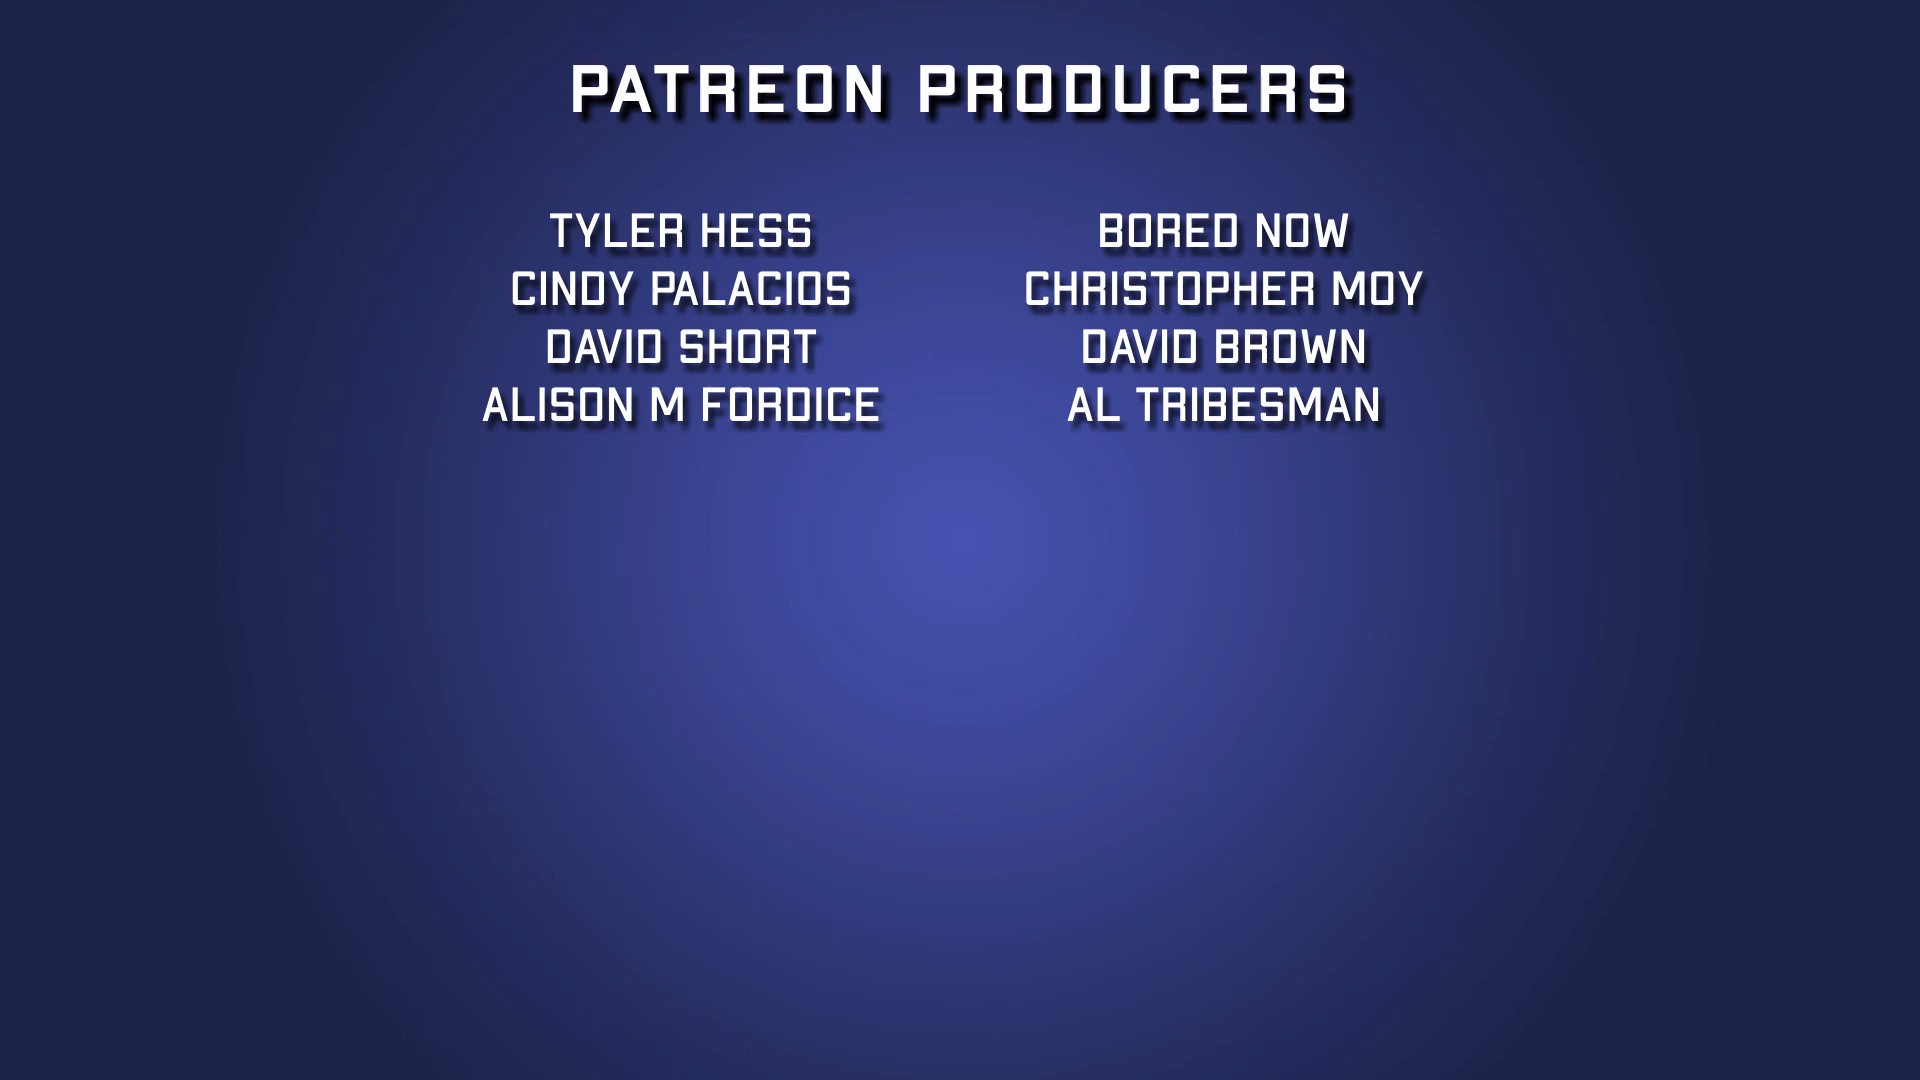 PATREON PRODUCERS
TYLER HESS
CINDY PALACIOS
DAVID SHORT
ALISON M FORDICE
BORED NOW
CHRISTOPHER MOY
DAVID BROWN
AL TRIBESMAN